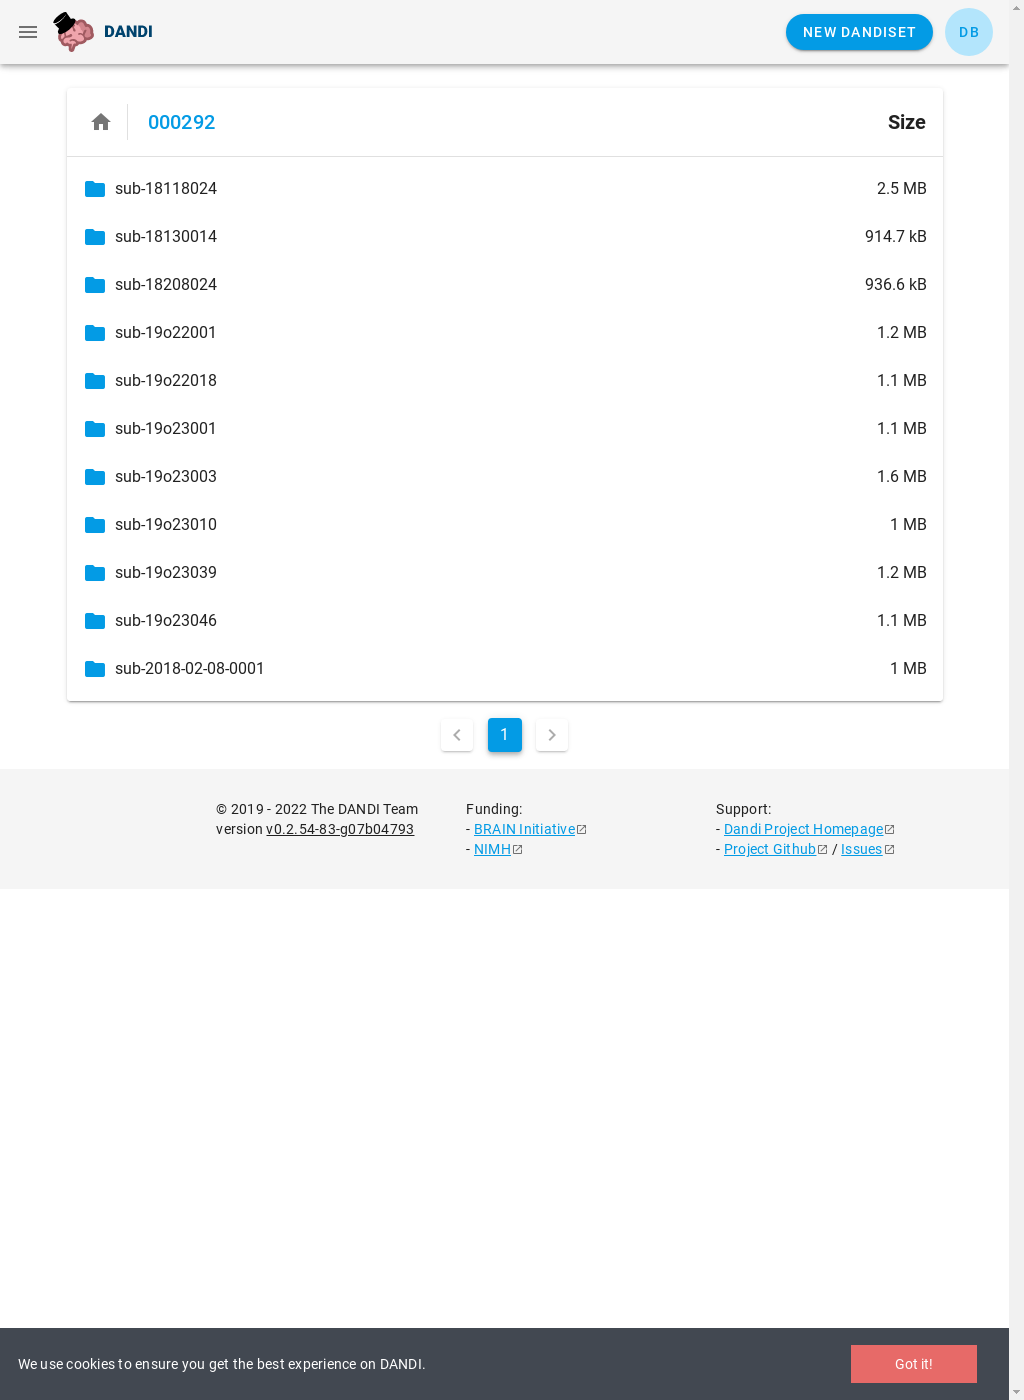 DANDI
NEW DANDISET
DB
000292
Size
sub-18118024 2.5 MB
sub-18130014 914.7 kB
sub-18208024 936.6 kB
sub-19o22001 1.2 MB
sub-19o22018 1.1 MB
sub-19o23001 1.1 MB
sub-19o23003 1.6 MB
sub-19o23010 1 MB
sub-19o23039 1.2 MB
sub-19o23046 1.1 MB
sub-2018-02-08-0001 1 MB
1
© 2019 - 2022 The DANDI Team
version v0.2.54-83-g07b04793
Funding:
- BRAIN Initiative
- NIMH
Support:
- Dandi Project Homepage
- Project Github / Issues
We use cookies to ensure you get the best experience on DANDI.
Got it!